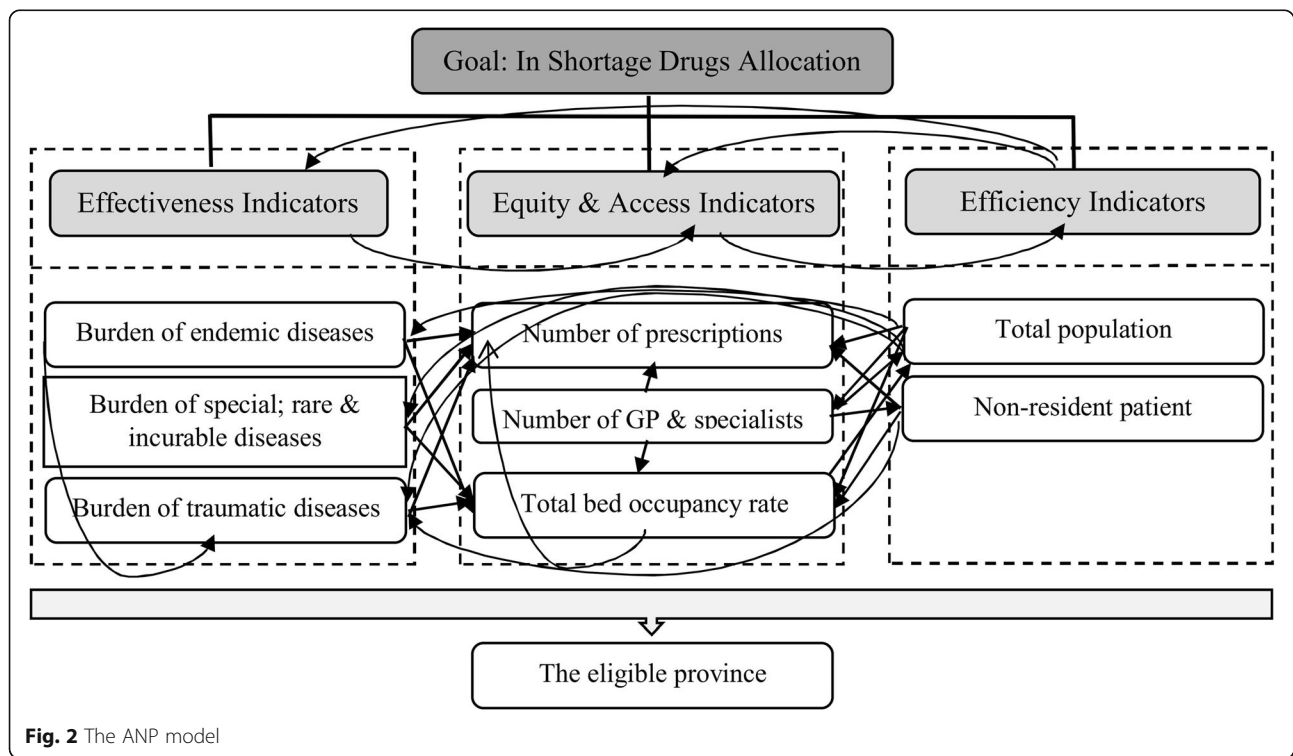 Goal: In Shortage Drugs Allocation
Effectiveness Indicators
Equity & Access Indicators
Efficiency Indicators
Burden of endemic diseases
Number of prescriptions
Total population
Burden of special; rare &
incurable diseases
Number of GP & specialists
Non-resident patient
Burden of traumatic diseases
Total bed occupancy rate
The eligible province
Fig. 2 The ANP model